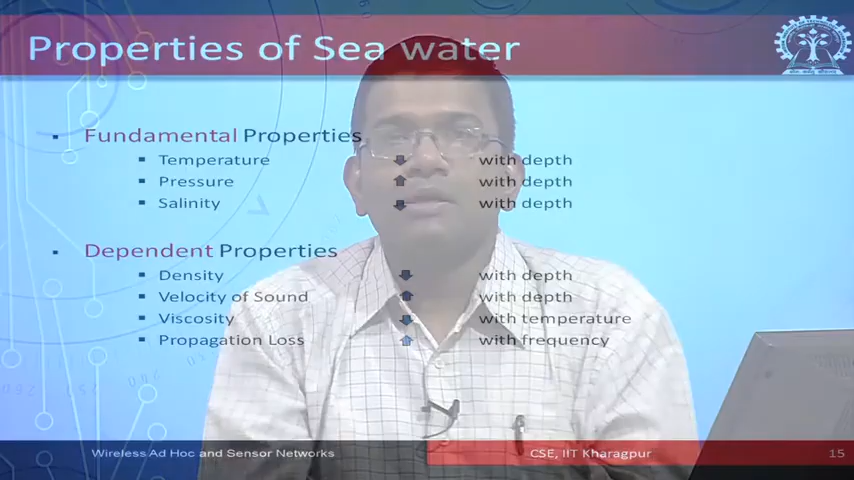 Properties of Sea water
Fundamental Properties
Temperature with depth
Pressure with depth
Salinity with depth
Dependent Properties
Density with depth
Velocity of Sound with depth
Viscosity with temperature
Propagation Loss with frequency
Wireless Ad Hoc and Sensor Networks CSE, IIT Kharagpur 15